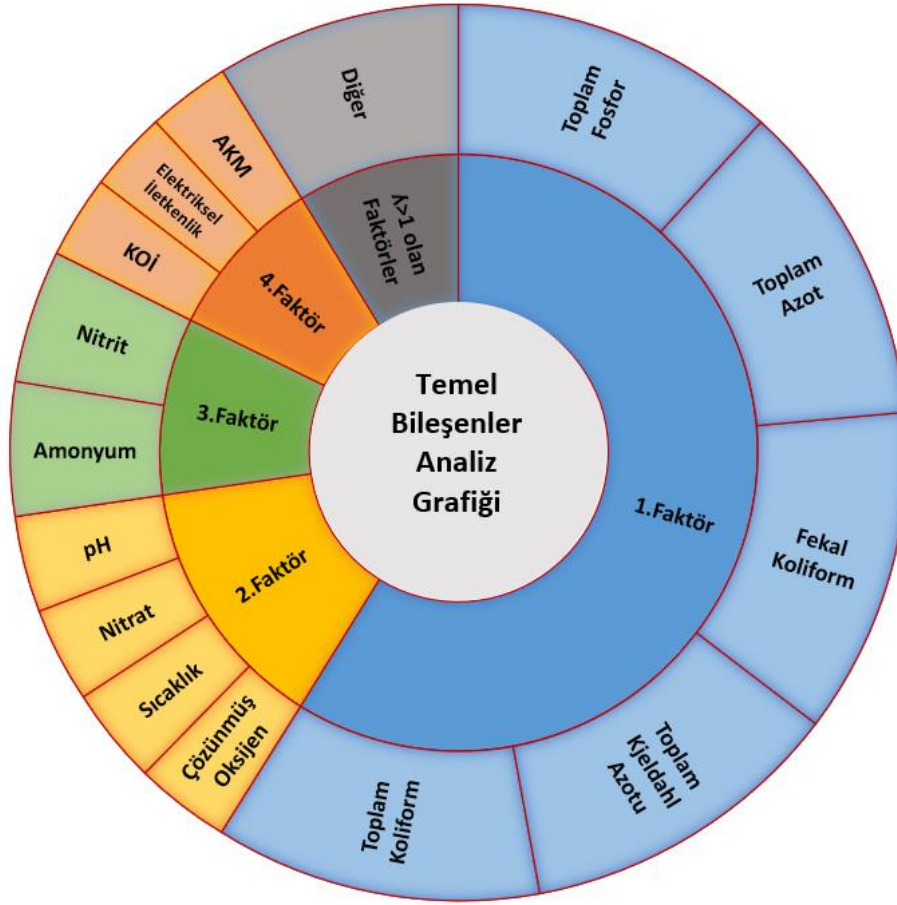 Temel
Bileşenler
Analiz
Grafiği
1.Faktör
Toplam
Fosfor
Toplam
Azot
Fekal
Koliform
Toplam
Kjeldahl
Azotu
Toplam
Koliform
2.Faktör
Çözünmüş
Oksijen
Sıcaklık
Nitrat
pH
3.Faktör
Amonyum
Nitrit
4.Faktör
KOİ
Elektriksel
İletkenlik
AKM
ʎ>1 olan
Faktörler
Diğer